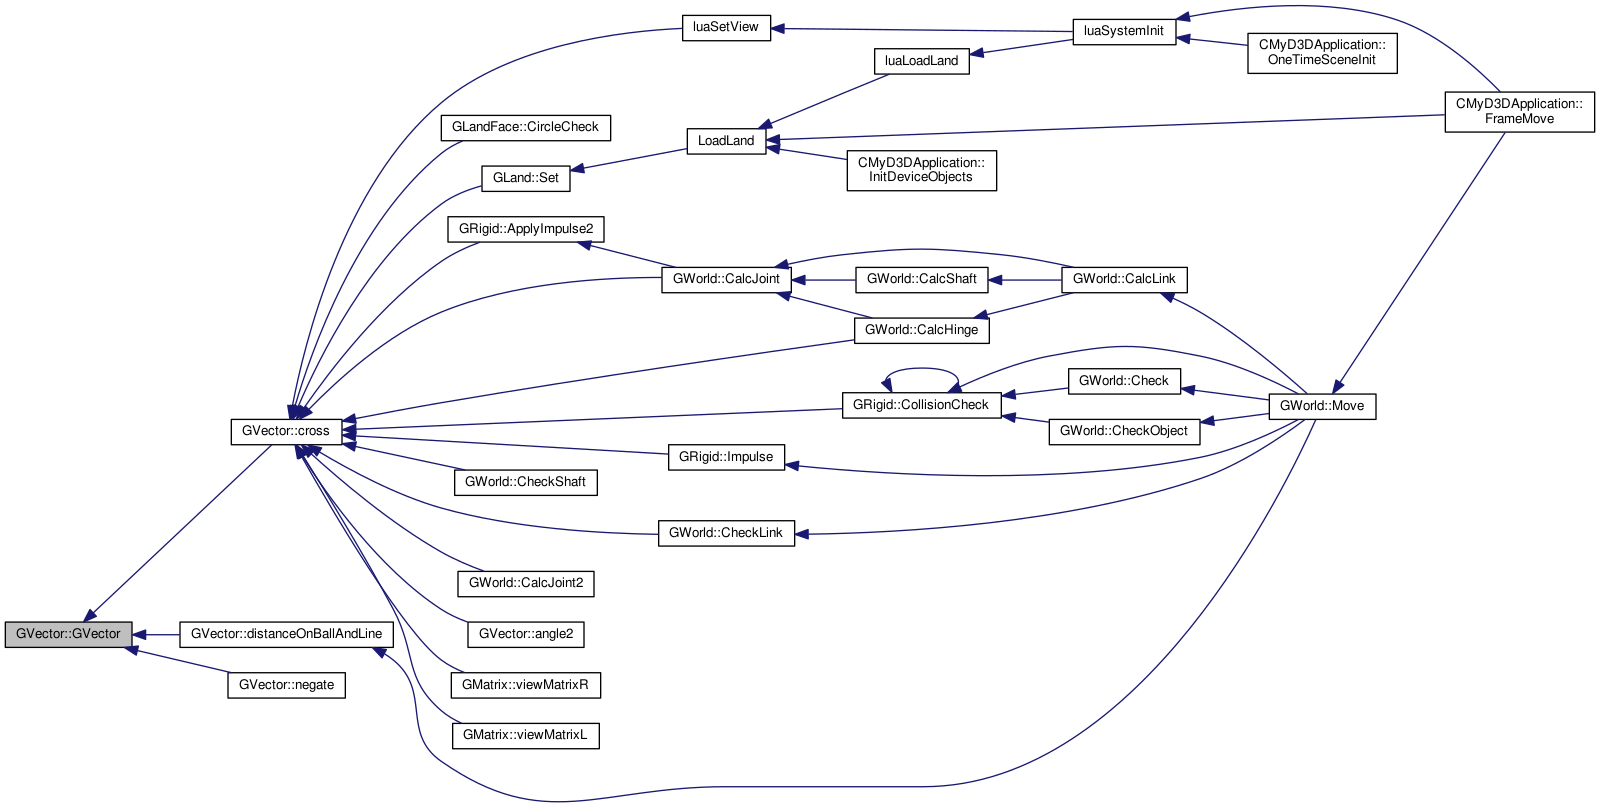 luaSetView
luaSystemInit
CMyD3DApplication::
OneTimeSceneInit
luaLoadLand
CMyD3DApplication::
FrameMove
GLandFace::CircleCheck
LoadLand
CMyD3DApplication::
InitDeviceObjects
GLand::Set
GRigid::ApplyImpulse2
GWorld::CalcJoint
GWorld::CalcShaft
GWorld::CalcLink
GWorld::CalcHinge
GWorld::Check
GRigid::CollisionCheck
GWorld::Move
GVector::cross
GWorld::CheckObject
GRigid::Impulse
GWorld::CheckShaft
GWorld::CheckLink
GWorld::CalcJoint2
GVector::GVector
GVector::distanceOnBallAndLine
GVector::angle2
GVector::negate
GMatrix::viewMatrixR
GMatrix::viewMatrixL